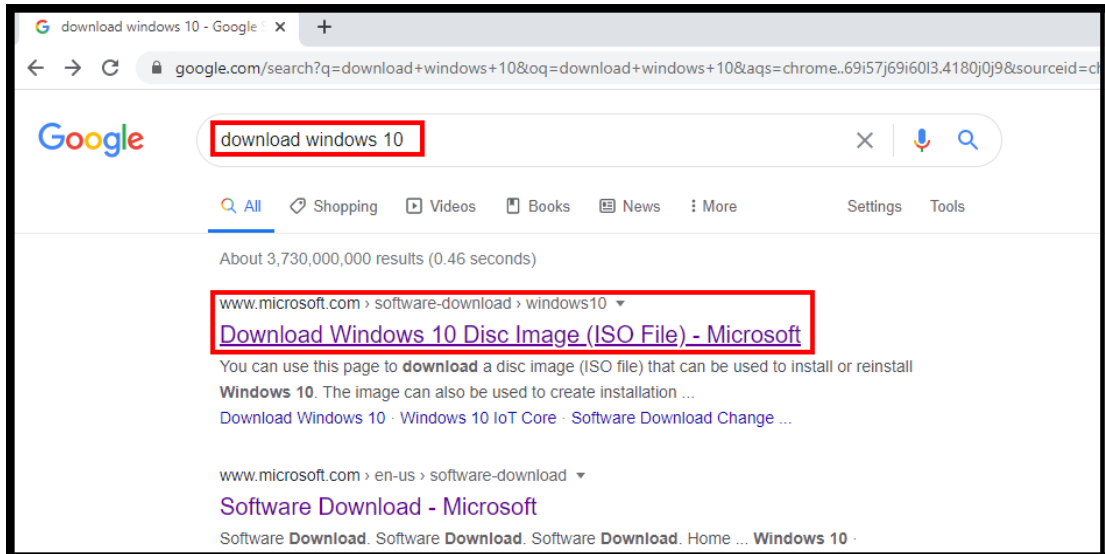 download windows 10 - Google S
google.com/search?q=download+windows+10&oq=download+windows+10&aqs=chrome..69i57j69i60l3.4180j0j9&sourceid=ch
Google
download windows 10
All Shopping Videos Books News More Settings Tools
About 3,730,000,000 results (0.46 seconds)
www.microsoft.com › software-download › windows10
Download Windows 10 Disc Image (ISO File) - Microsoft
You can use this page to download a disc image (ISO file) that can be used to install or reinstall
Windows 10. The image can also be used to create installation ...
Download Windows 10 · Windows 10 IoT Core · Software Download Change ...
www.microsoft.com › en-us › software-download
Software Download - Microsoft
Software Download. Software Download. Software Download. Home ... Windows 10 ·